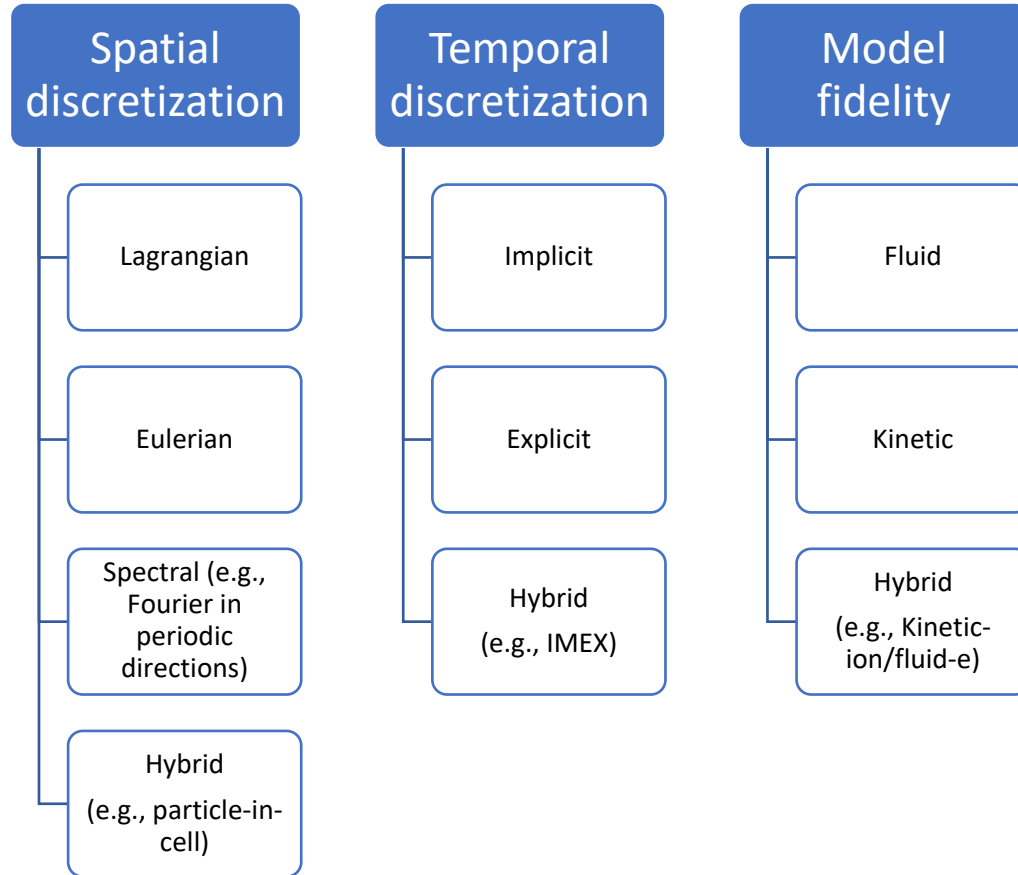 Spatial
discretization
Lagrangian
Eulerian
Spectral (e.g.,
Fourier in
periodic
directions)
Hybrid
(e.g., particle-in-
cell)
Temporal
discretization
Implicit
Explicit
Hybrid
(e.g., IMEX)
Model
fidelity
Fluid
Kinetic
Hybrid
(e.g., Kinetic-
ion/fluid-e)